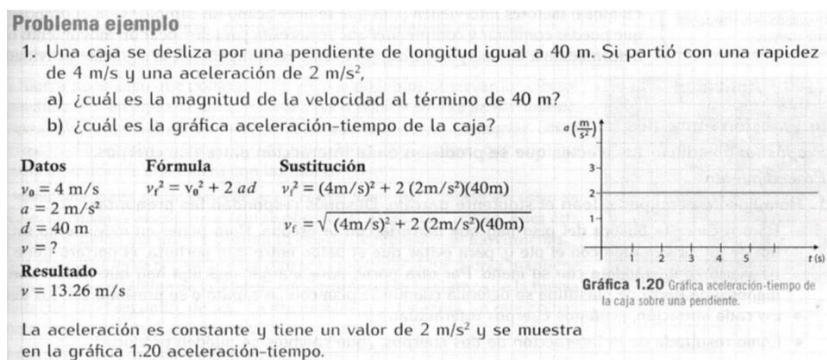 Problema ejemplo
1. Una caja se desliza por una pendiente de longitud igual a 40 m. Si partió con una rapidez
de 4 m/s y una aceleración de 2 m/s²,
a) ¿cuál es la magnitud de la velocidad al término de 40 m?
b) ¿cuál es la gráfica aceleración-tiempo de la caja?
a (m/s²)
3
2
1
1 2 3 4 5 t (s)
Datos Fórmula Sustitución
v₀ = 4 m/s vf² = v₀² + 2 ad vf² = (4m/s)² + 2 (2m/s²)(40m)
a = 2 m/s²
d = 40 m vf = √(4m/s)² + 2 (2m/s²)(40m)
v = ?
Resultado
v = 13.26 m/s
Gráfica 1.20 Gráfica aceleración-tiempo de
la caja sobre una pendiente.
La aceleración es constante y tiene un valor de 2 m/s² y se muestra
en la gráfica 1.20 aceleración-tiempo.